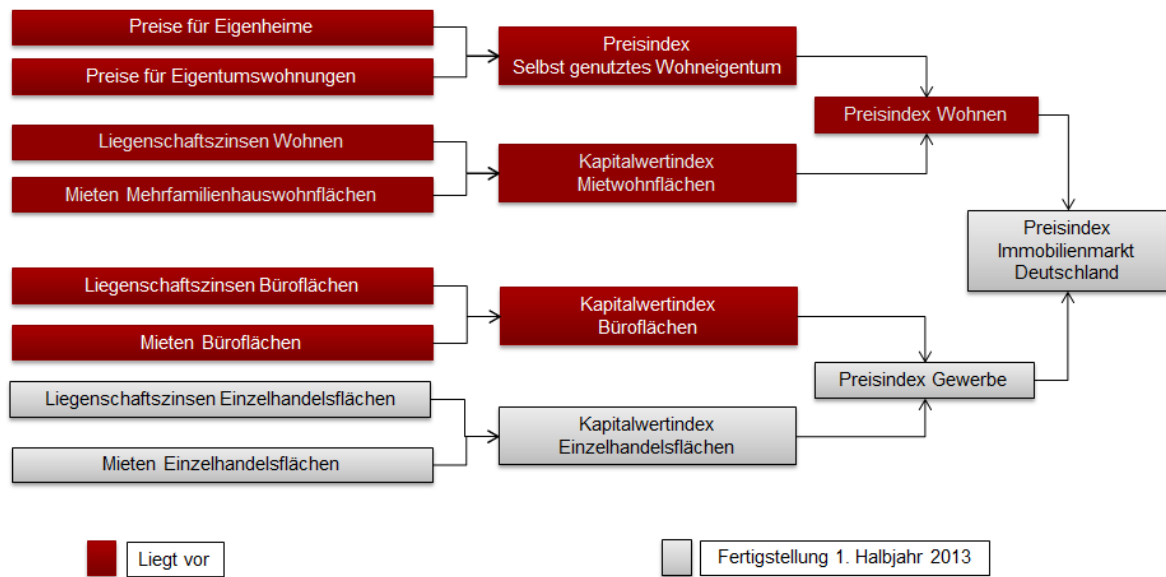 Preise für Eigenheime
Preise für Eigentumswohnungen
Preisindex
Selbst genutztes Wohneigentum
Preisindex Wohnen
Liegenschaftszinsen Wohnen
Mieten Mehrfamilienhauswohnflächen
Kapitalwertindex
Mietwohnflächen
Preisindex
Immobilienmarkt
Deutschland
Liegenschaftszinsen Büroflächen
Mieten Büroflächen
Kapitalwertindex
Büroflächen
Preisindex Gewerbe
Liegenschaftszinsen Einzelhandelsflächen
Mieten Einzelhandelsflächen
Kapitalwertindex
Einzelhandelsflächen
Liegt vor
Fertigstellung 1. Halbjahr 2013